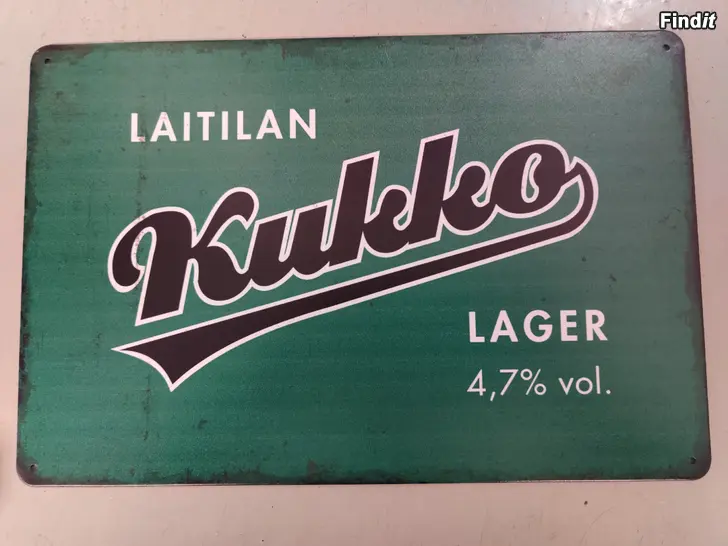 Findit
LAITILAN
Kukko
LAGER
4,7% vol.